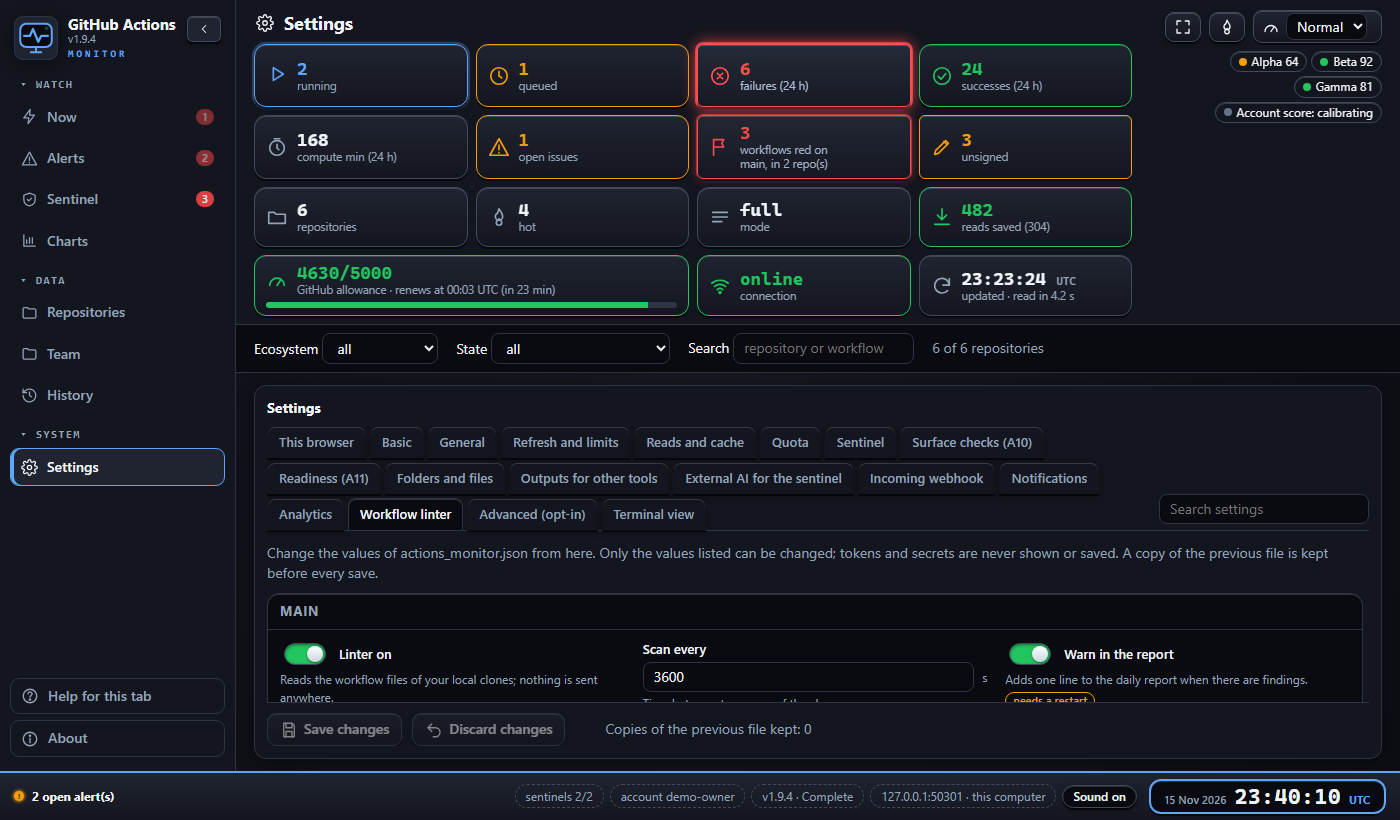 GitHub Actions
v1.9.4
MONITOR
WATCH
Now 1
Alerts 2
Sentinel 3
Charts
DATA
Repositories
Team
History
SYSTEM
Settings
Help for this tab
About
Settings
Normal
Alpha 64
Beta 92
Gamma 81
Account score: calibrating
2
running
1
queued
6
failures (24 h)
24
successes (24 h)
168
compute min (24 h)
1
open issues
3
workflows red on
main, in 2 repo(s)
3
unsigned
6
repositories
4
hot
full
mode
482
reads saved (304)
4630/5000
GitHub allowance · renews at 00:03 UTC (in 23 min)
online
connection
23:23:24 UTC
updated · read in 4.2 s
Ecosystem all State all Search repository or workflow 6 of 6 repositories
Settings
This browser Basic General Refresh and limits Reads and cache Quota Sentinel Surface checks (A10)
Readiness (A11) Folders and files Outputs for other tools External AI for the sentinel Incoming webhook Notifications
Analytics Workflow linter Advanced (opt-in) Terminal view Search settings
Change the values of actions_monitor.json from here. Only the values listed can be changed; tokens and secrets are never shown or saved. A copy of the previous file is kept
before every save.
MAIN
Linter on
Reads the workflow files of your local clones; nothing is sent
anywhere.
Scan every
3600 s
Warn in the report
Adds one line to the daily report when there are findings.
needs a restart
Save changes Discard changes Copies of the previous file kept: 0
2 open alert(s) sentinels 2/2 account demo-owner v1.9.4 · Complete 127.0.0.1:50301 · this computer Sound on 15 Nov 2026 23:40:10 UTC